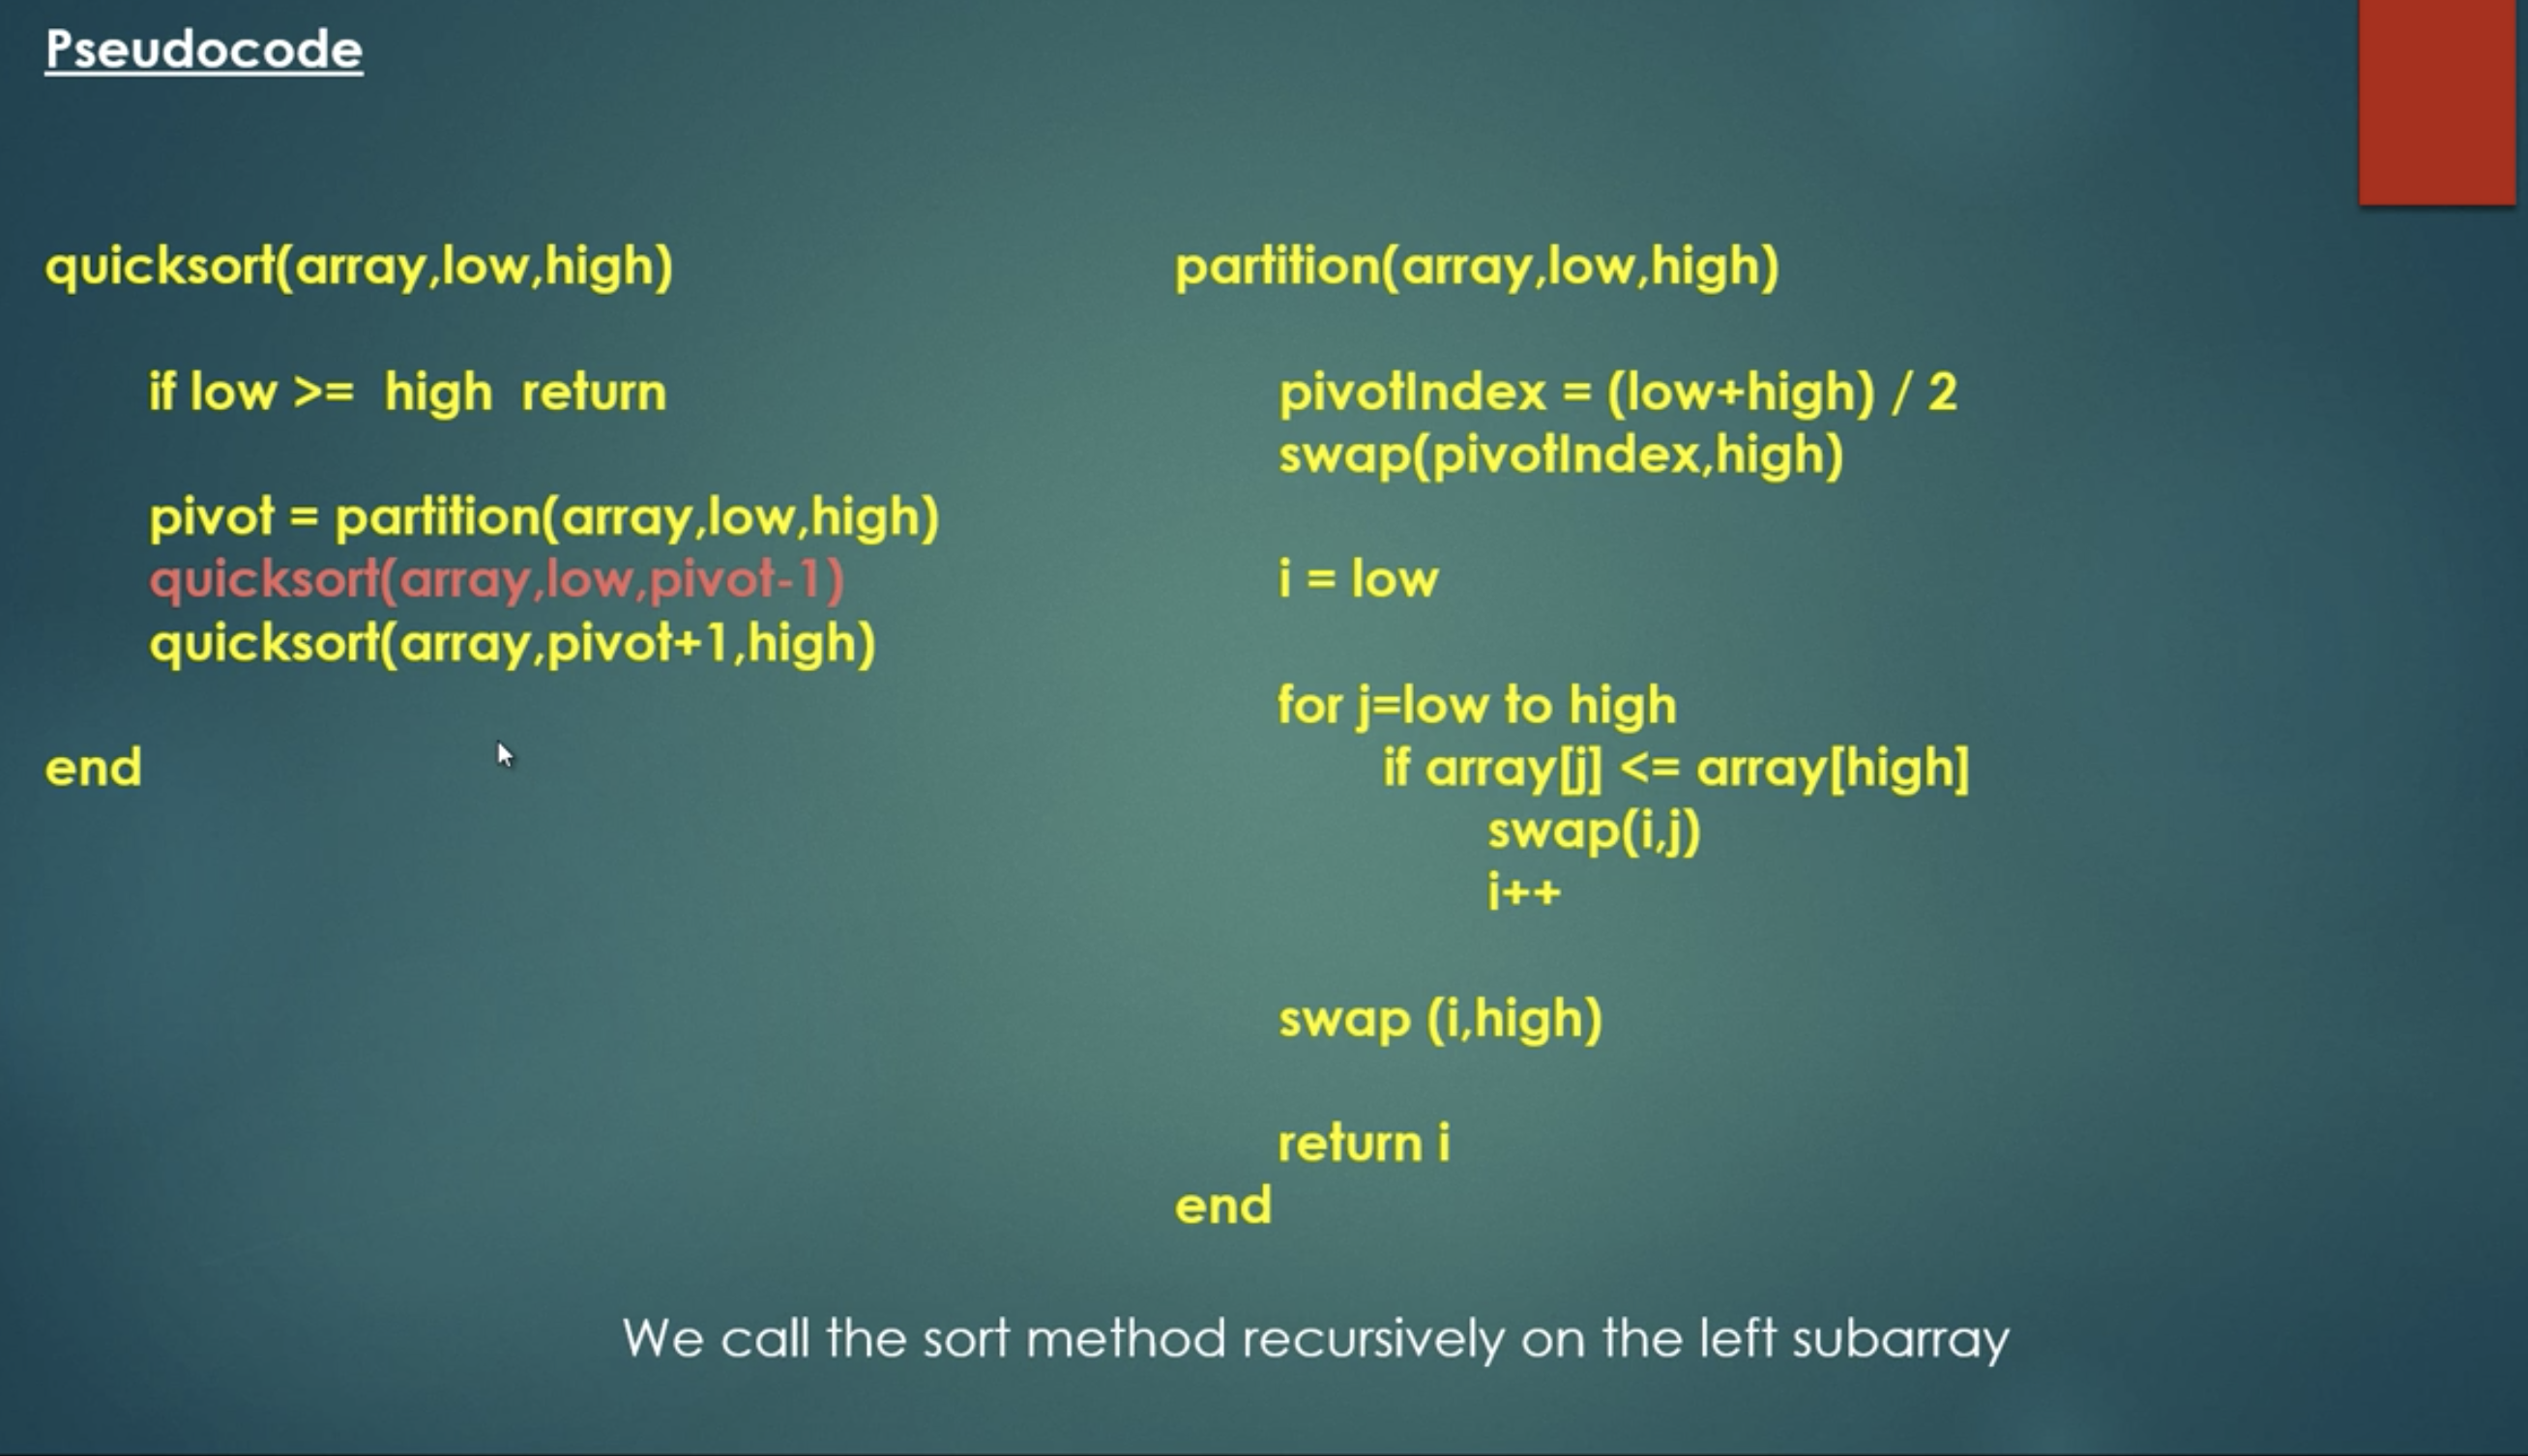 Pseudocode
quicksort(array,low,high)
if low >= high return
pivot = partition(array,low,high)
quicksort(array,low,pivot-1)
quicksort(array,pivot+1,high)
end
partition(array,low,high)
pivotIndex = (low+high) / 2
swap(pivotIndex,high)
i = low
for j=low to high
if array[j] <= array[high]
swap(i,j)
i++
swap (i,high)
return i
end
We call the sort method recursively on the left subarray